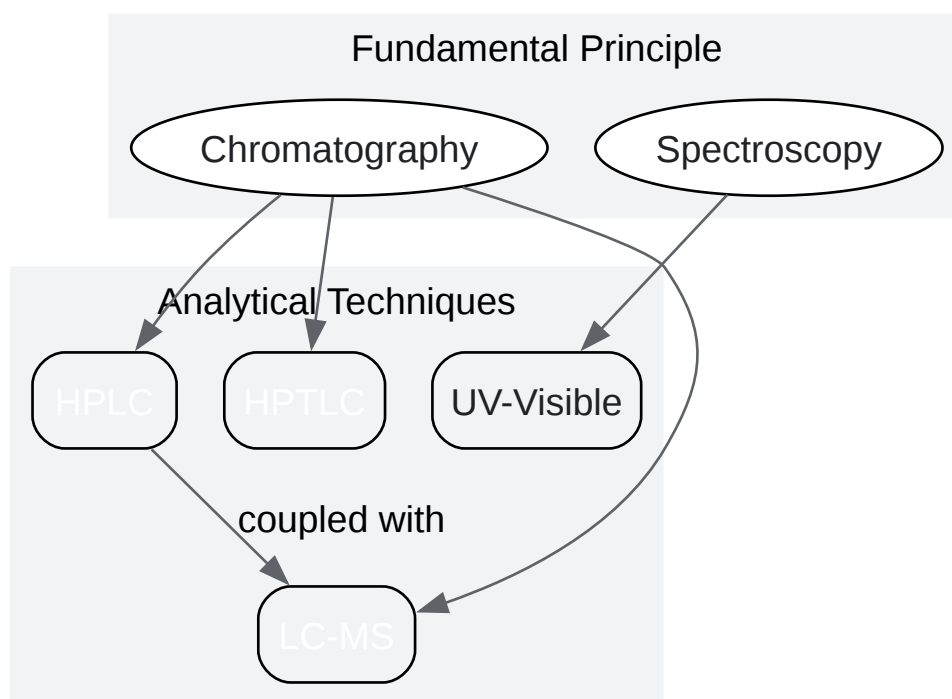 Fundamental Principle
Chromatography
Spectroscopy
Analytical Techniques
HPLC
HPTLC
UV-Visible
coupled with
LC-MS